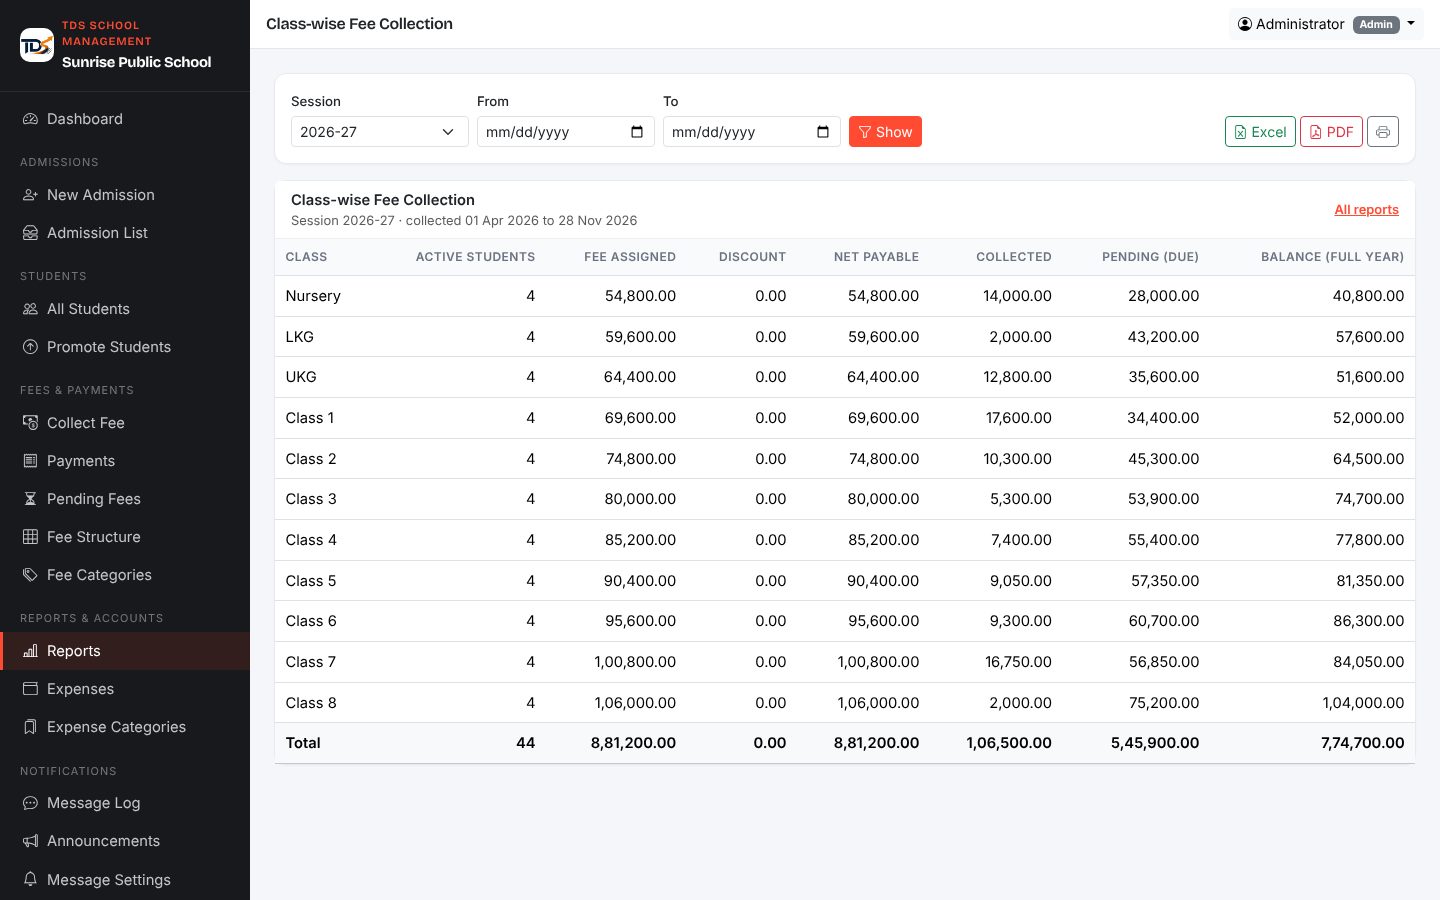 TDS SCHOOL
MANAGEMENT
Sunrise Public School
TDS
Dashboard
ADMISSIONS
New Admission
Admission List
STUDENTS
All Students
Promote Students
FEES & PAYMENTS
Collect Fee
Payments
Pending Fees
Fee Structure
Fee Categories
REPORTS & ACCOUNTS
Reports
Expenses
Expense Categories
NOTIFICATIONS
Message Log
Announcements
Message Settings
Class-wise Fee Collection
Administrator Admin
Session From To
2026-27 mm/dd/yyyy mm/dd/yyyy Show Excel PDF
Class-wise Fee Collection
Session 2026-27 · collected 01 Apr 2026 to 28 Nov 2026
All reports
CLASS ACTIVE STUDENTS FEE ASSIGNED DISCOUNT NET PAYABLE COLLECTED PENDING (DUE) BALANCE (FULL YEAR)
Nursery 4 54,800.00 0.00 54,800.00 14,000.00 28,000.00 40,800.00
LKG 4 59,600.00 0.00 59,600.00 2,000.00 43,200.00 57,600.00
UKG 4 64,400.00 0.00 64,400.00 12,800.00 35,600.00 51,600.00
Class 1 4 69,600.00 0.00 69,600.00 17,600.00 34,400.00 52,000.00
Class 2 4 74,800.00 0.00 74,800.00 10,300.00 45,300.00 64,500.00
Class 3 4 80,000.00 0.00 80,000.00 5,300.00 53,900.00 74,700.00
Class 4 4 85,200.00 0.00 85,200.00 7,400.00 55,400.00 77,800.00
Class 5 4 90,400.00 0.00 90,400.00 9,050.00 57,350.00 81,350.00
Class 6 4 95,600.00 0.00 95,600.00 9,300.00 60,700.00 86,300.00
Class 7 4 1,00,800.00 0.00 1,00,800.00 16,750.00 56,850.00 84,050.00
Class 8 4 1,06,000.00 0.00 1,06,000.00 2,000.00 75,200.00 1,04,000.00
Total 44 8,81,200.00 0.00 8,81,200.00 1,06,500.00 5,45,900.00 7,74,700.00